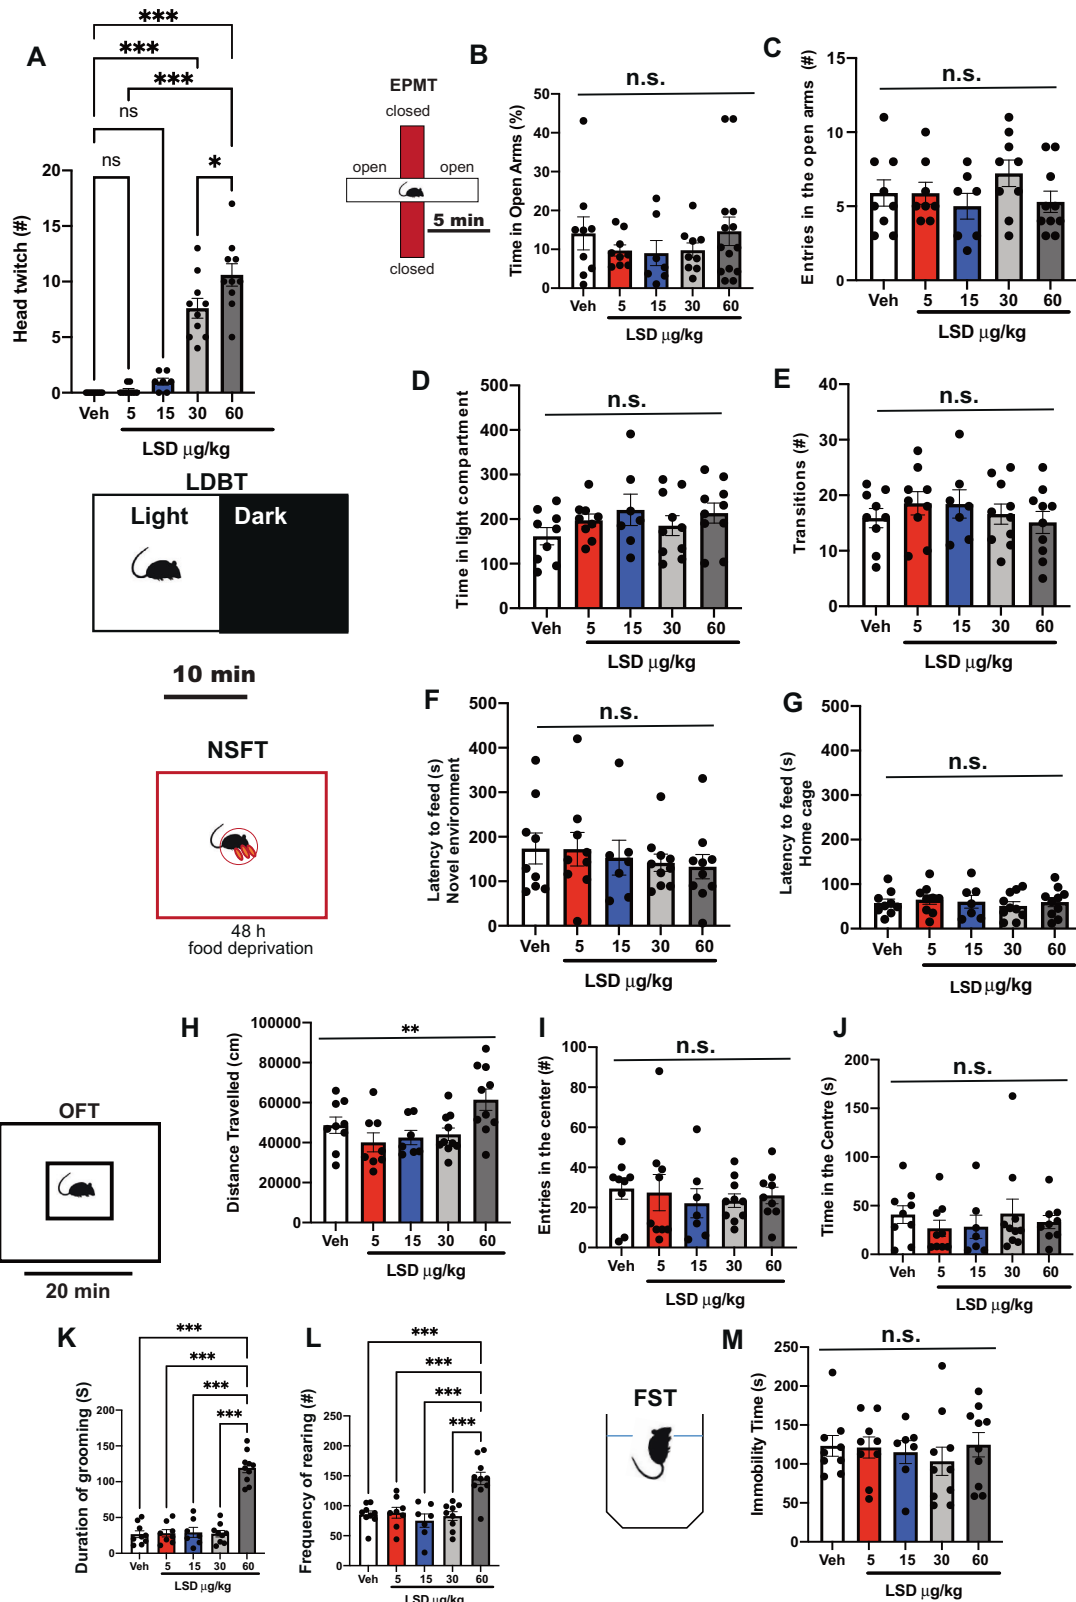 A
***
***
***
ns
ns
*
Head twitch (#)
20
15
10
5
0
Veh
5
15
30
60
LSD µg/kg
EPMT
closed
open
open
5 min
closed
B
n.s.
Time in Open Arms (%)
50
40
30
20
10
0
Veh
5
15
30
60
LSD µg/kg
C
n.s.
Entries in the open arms (#)
15
10
5
0
Veh
5
15
30
60
LSD µg/kg
LDBT
Light
Dark
10 min
D
n.s.
Time in light compartment
500
400
300
200
100
0
Veh
5
15
30
60
LSD µg/kg
E
n.s.
Transitions (#)
40
30
20
10
0
Veh
5
15
30
60
LSD µg/kg
NSFT
48 h
food deprivation
F
n.s.
Latency to feed (s)
Novel environment
500
400
300
200
100
0
Veh
5
15
30
60
LSD µg/kg
G
n.s.
Latency to feed (s)
Home cage
500
400
300
200
100
0
Veh
5
15
30
60
LSD µg/kg
OFT
20 min
H
**
Distance Travelled (cm)
100000
80000
60000
40000
20000
0
Veh
5
15
30
60
LSD µg/kg
I
n.s.
Entries in the center (#)
100
80
60
40
20
0
Veh
5
15
30
60
LSD µg/kg
J
n.s.
Time in the Centre (s)
200
150
100
50
0
Veh
5
15
30
60
LSD µg/kg
K
***
***
***
***
Duration of grooming (S)
200
150
100
50
0
Veh
5
15
30
60
LSD µg/kg
L
***
***
***
***
Frequency of rearing (#)
250
200
150
100
50
0
Veh
5
15
30
60
LSD µg/kg
FST
M
n.s.
Immobility Time (s)
250
200
150
100
50
0
Veh
5
15
30
60
LSD µg/kg